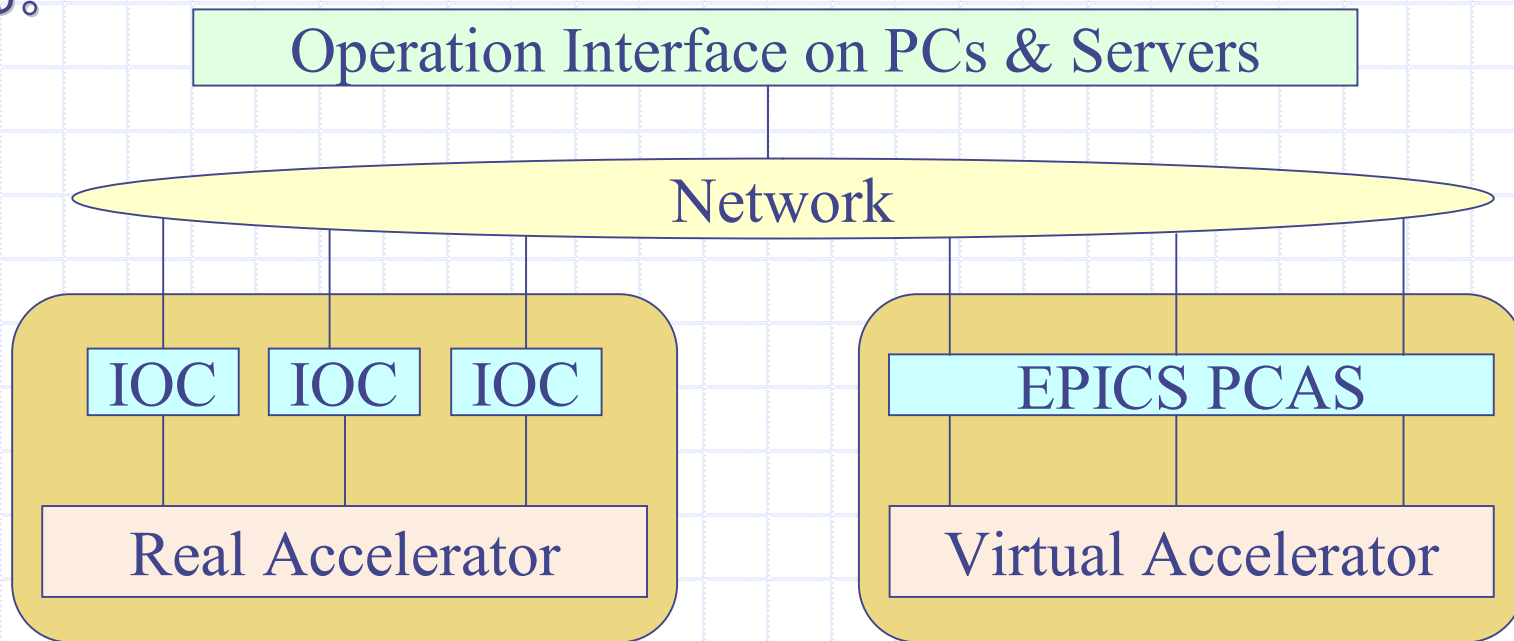 Operation Interface on PCs & Servers
Network
IOC IOC IOC
EPICS PCAS
Real Accelerator
Virtual Accelerator